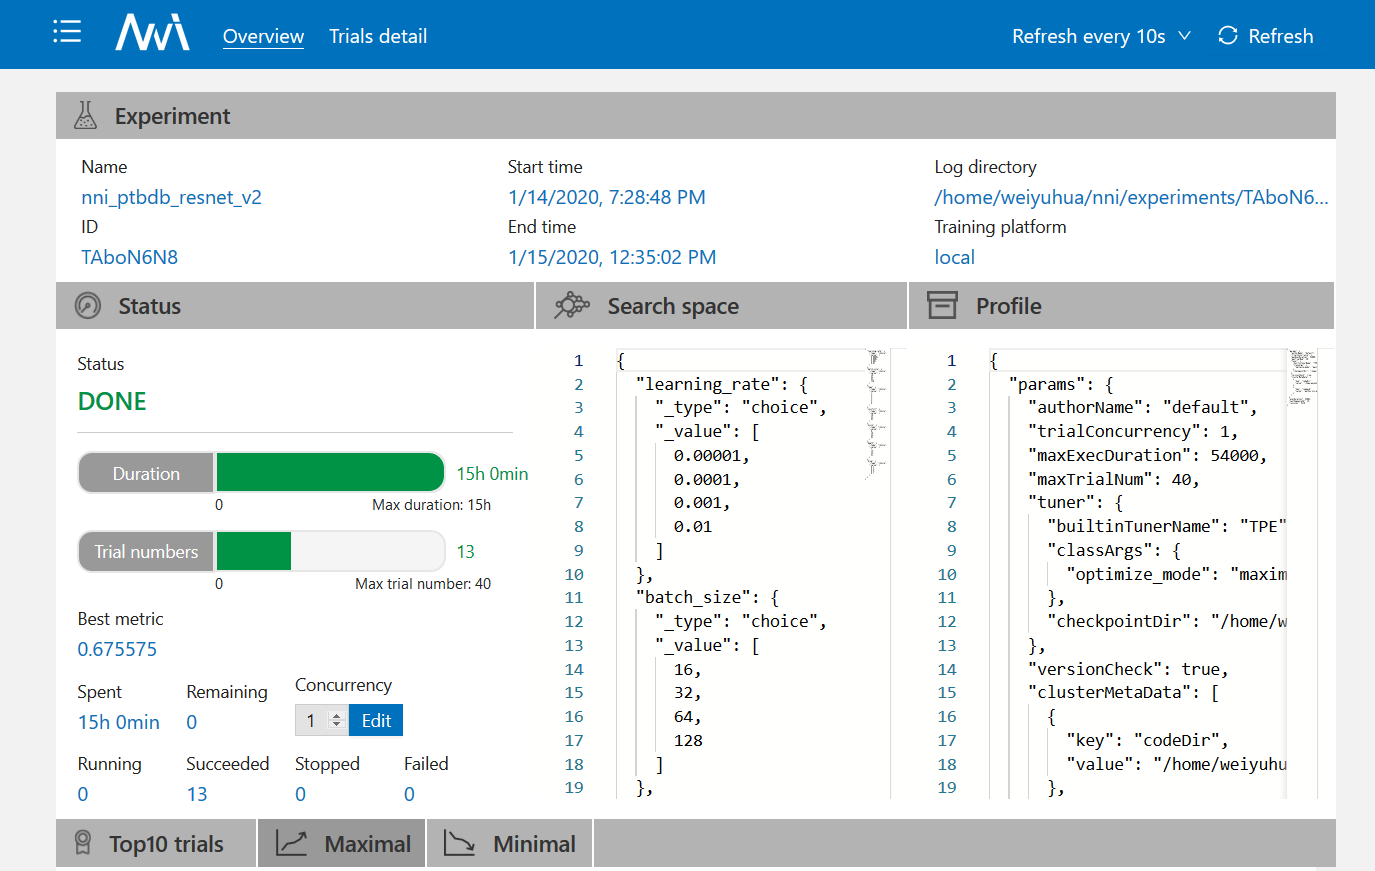 NNI Overview Trials detail Refresh every 10s Refresh
Experiment
Name
nni_ptbdb_resnet_v2
ID
TAboN6N8
Start time
1/14/2020, 7:28:48 PM
End time
1/15/2020, 12:35:02 PM
Log directory
/home/weiyuhua/nni/experiments/TAboN6...
Training platform
local
Status
Status
DONE
Duration 15h 0min
0 Max duration: 15h
Trial numbers 13
0 Max trial number: 40
Best metric
0.675575
Spent
15h 0min
Remaining
0
Concurrency
1 Edit
Running
0
Succeeded
13
Stopped
0
Failed
0
Search space
1 {
2 "learning_rate": {
3 "_type": "choice",
4 "_value": [
5 0.00001,
6 0.0001,
7 0.001,
8 0.01
9 ]
10 },
11 "batch_size": {
12 "_type": "choice",
13 "_value": [
14 16,
15 32,
16 64,
17 128
18 ]
19 },
Profile
1 {
2 "params": {
3 "authorName": "default",
4 "trialConcurrency": 1,
5 "maxExecDuration": 54000,
6 "maxTrialNum": 40,
7 "tuner": {
8 "builtinTunerName": "TPE"
9 "classArgs": {
10 "optimize_mode": "maxim
11 },
12 "checkpointDir": "/home/w
13 },
14 "versionCheck": true,
15 "clusterMetaData": [
16 {
17 "key": "codeDir",
18 "value": "/home/weiyuhu
19 },
Top10 trials Maximal Minimal